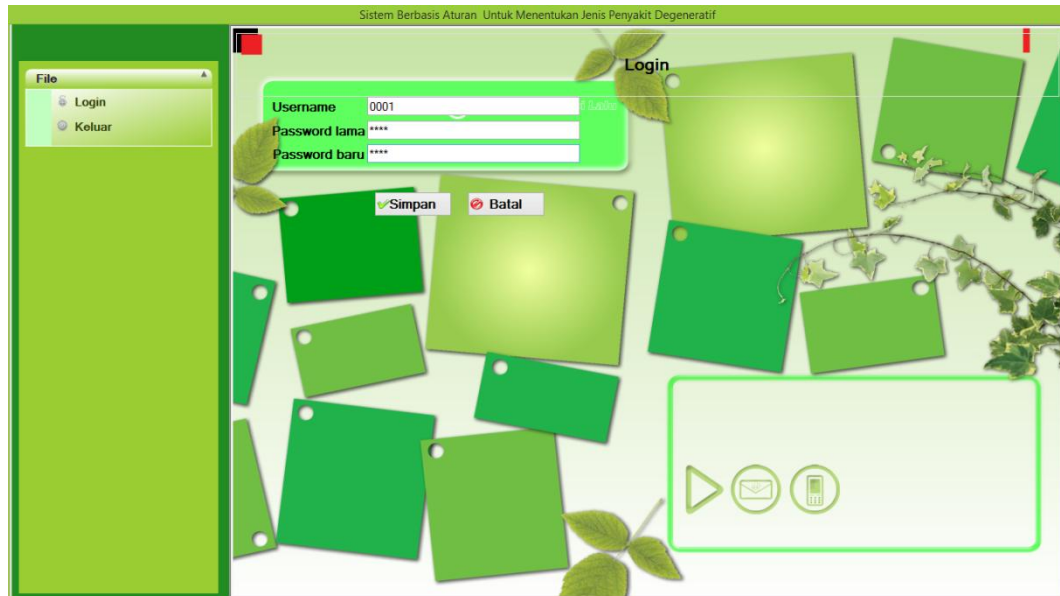 Sistem Berbasis Aturan Untuk Menentukan Jenis Penyakit Degeneratif
File
Login
Keluar
Login
Username 0001
Password lama ****
Password baru ****
Simpan Batal